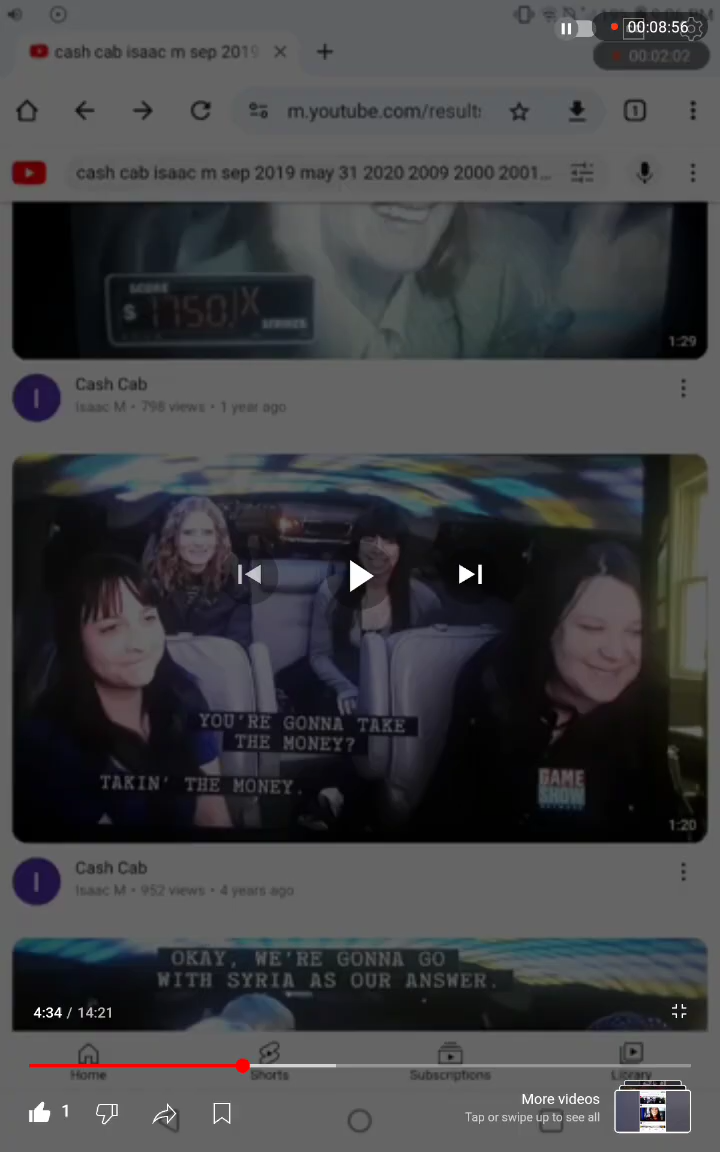 00:08:56
cash cab isaac m sep 2019
00:02:02
m.youtube.com/results
1
cash cab isaac m sep 2019 may 31 2020 2009 2000 2001...
SCORE
$ 1750 X
STRIKES
1:29
I
Cash Cab
Isaac M • 798 views • 1 year ago
YOU'RE GONNA TAKE
THE MONEY?
TAKIN' THE MONEY.
GAME
SHOW
NETWORK
1:20
I
Cash Cab
Isaac M • 952 views • 4 years ago
OKAY, WE'RE GONNA GO
WITH SYRIA AS OUR ANSWER.
4:34 / 14:21
Home
Shorts
Subscriptions
Library
1
More videos
Tap or swipe up to see all